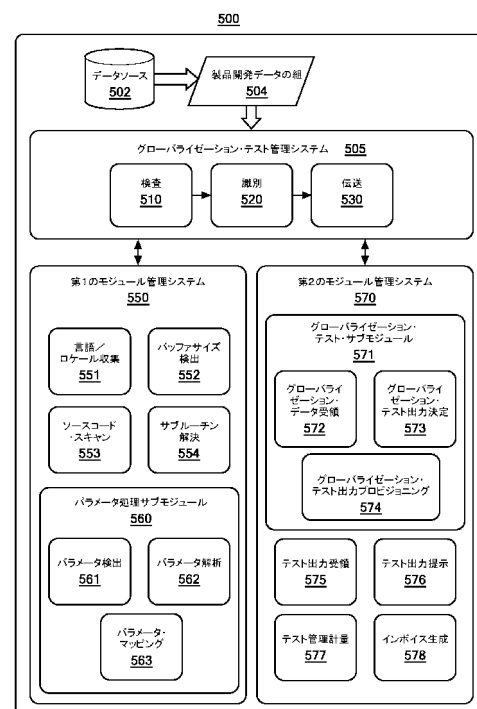 500
データソース
502
製品開発データの組
504
グローバライゼーション・テスト管理システム 505
検査
510
識別
520
伝送
530
第1のモジュール管理システム
550
言語/
ロケール収集
551
バッファサイズ
検出
552
ソースコード
・スキャン
553
サブルーチン
解決
554
パラメータ処理サブモジュール
560
パラメータ検出
561
パラメータ解析
562
パラメータ・
マッピング
563
第2のモジュール管理システム
570
グローバライゼーション・
テスト・サブモジュール
571
グローバライ
ゼーション・
データ受領
572
グローバライ
ゼーション・
テスト出力決定
573
グローバライゼーション・
テスト出力プロビジョニング
574
テスト出力受領
575
テスト出力提示
576
テスト管理計量
577
インボイス生成
578